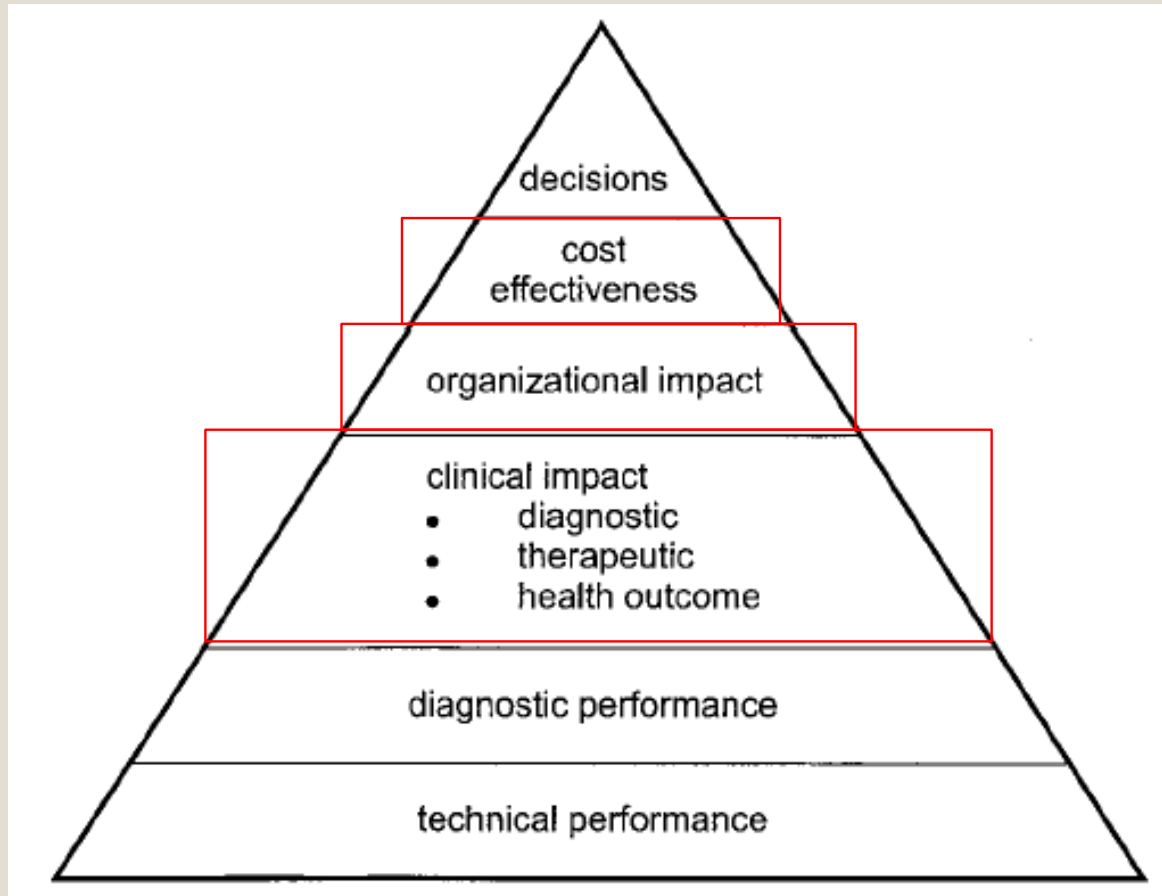 decisions
cost
effectiveness
organizational impact
clinical impact
• diagnostic
• therapeutic
• health outcome
diagnostic performance
technical performance